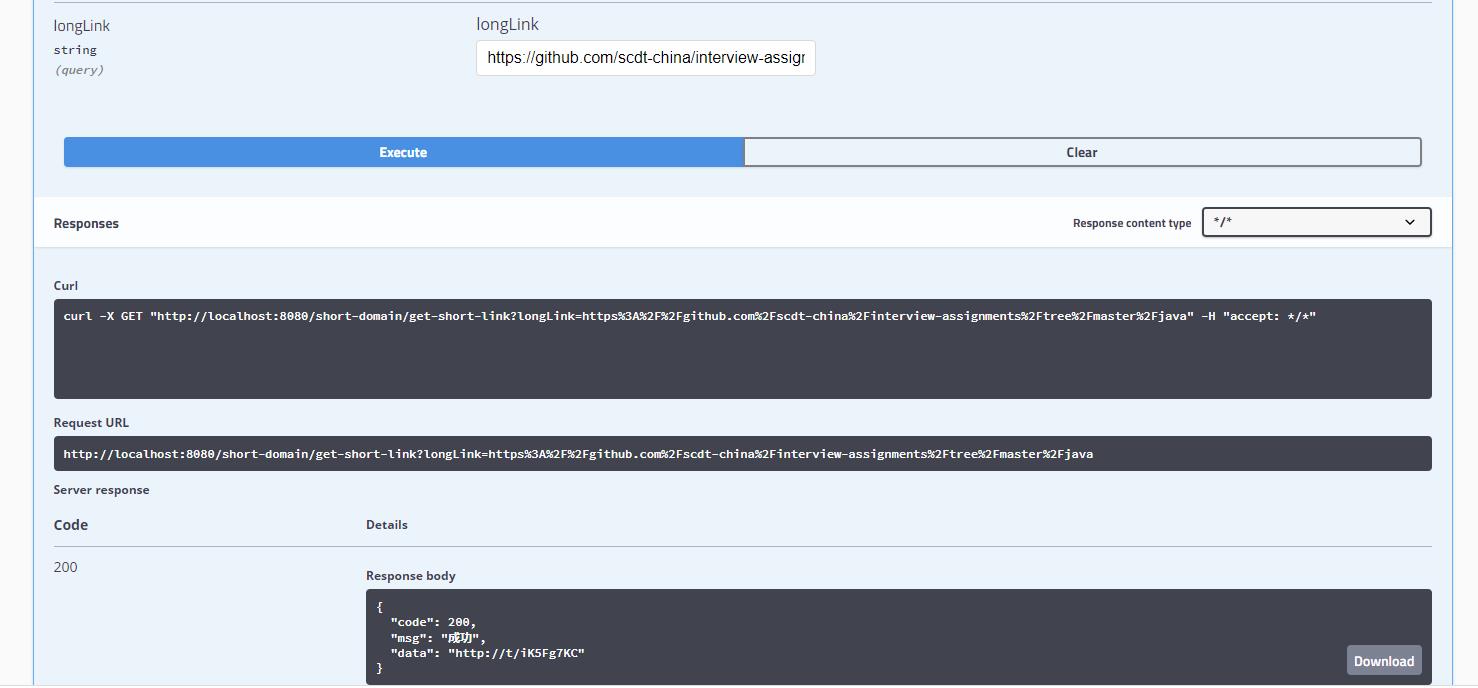 longLink
longLink
string
https://github.com/scdt-china/interview-assigr
(query)
Execute
Clear
Responses
Response content type
*/*
Curl
curl -X GET "http://localhost:8080/short-domain/get-short-link?longLink=https%3A%2F%2Fgithub.com%2Fscdt-china%2Finterview-assignments%2Ftree%2Fmaster%2Fjava" -H "accept: */*"
Request URL
http://localhost:8080/short-domain/get-short-link?longLink=https%3A%2F%2Fgithub.com%2Fscdt-china%2Finterview-assignments%2Ftree%2Fmaster%2Fjava
Server response
Code
Details
200
Response body
{
"code": 200,
"msg": "成功",
"data": "http://t/iK5Fg7KC"
}
Download